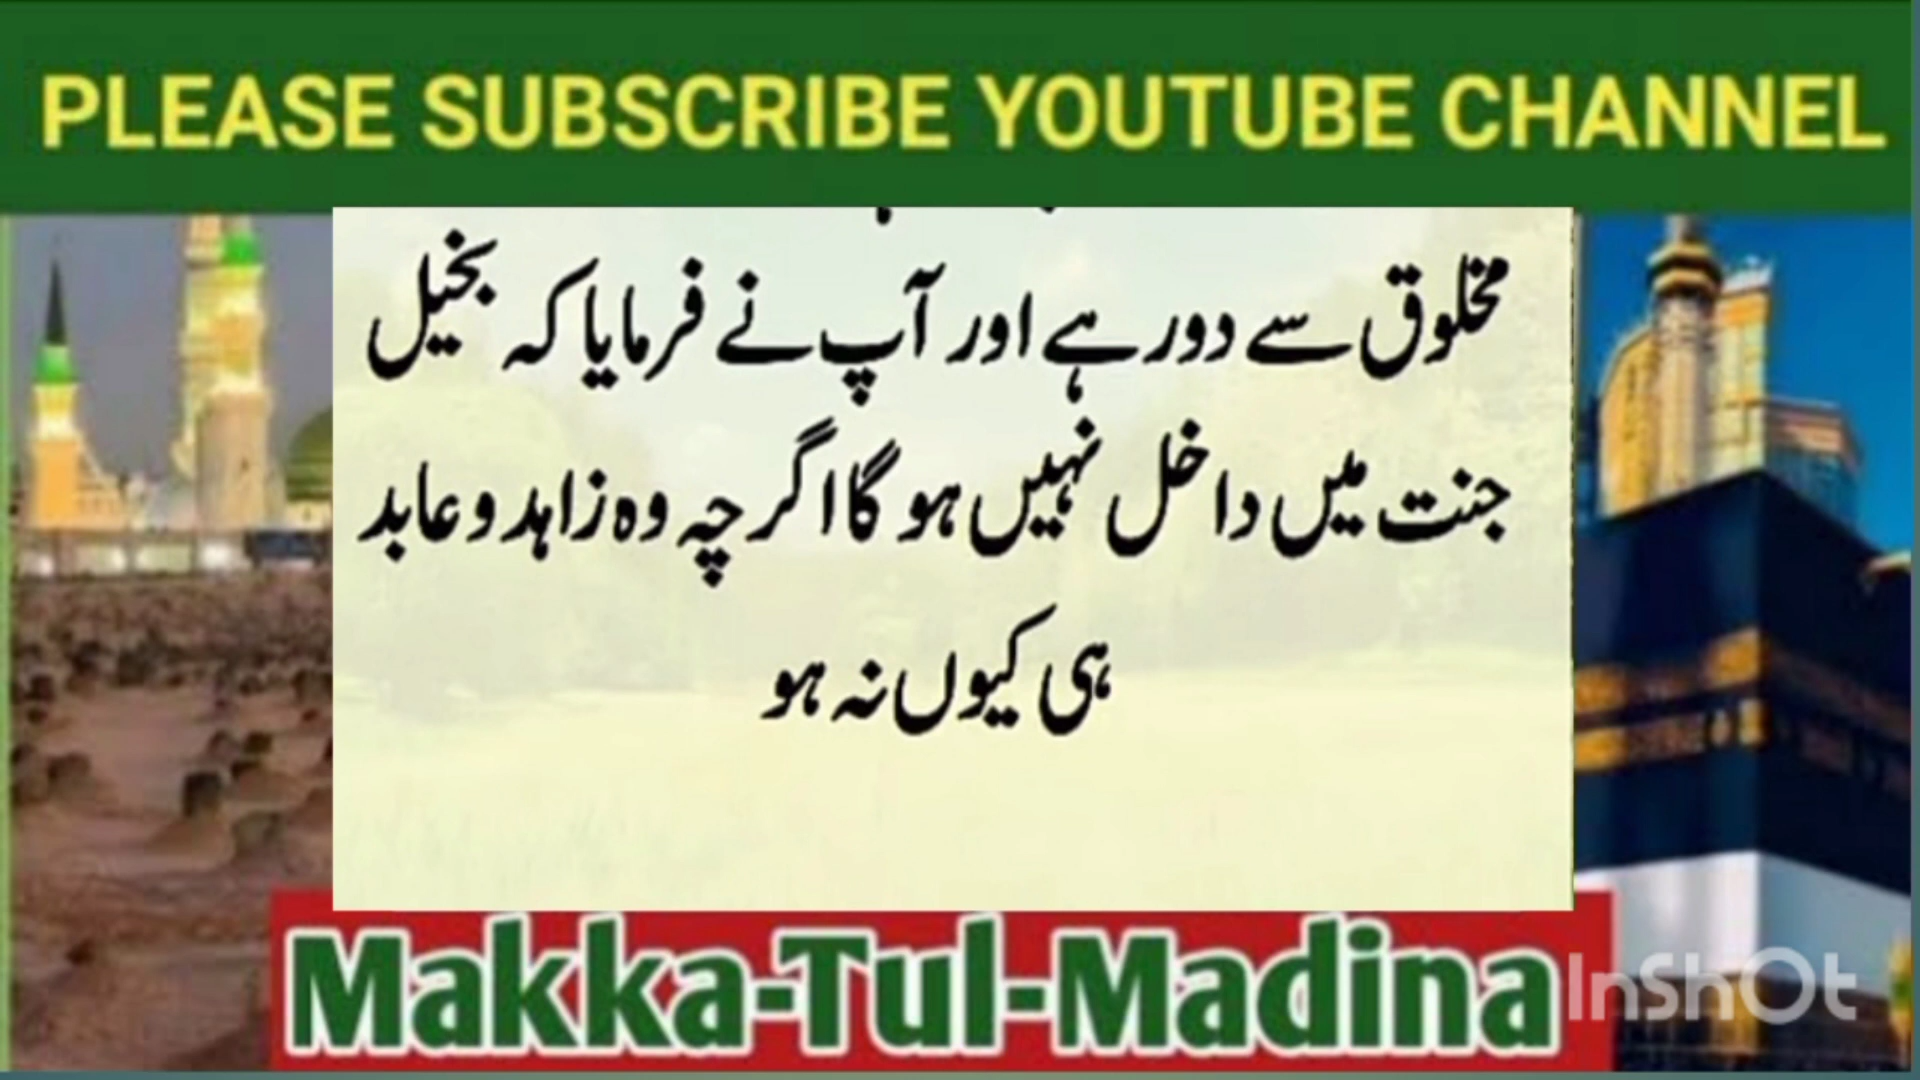 PLEASE SUBSCRIBE YOUTUBE CHANNEL
مخلوق سے دور ہے اور آپ نے فرمایا کہ بخیل
جنت میں داخل نہیں ہو گا اگرچہ وہ زاہد و عابد
ہی کیوں نہ ہو
Makka-Tul-Madina
InShOt